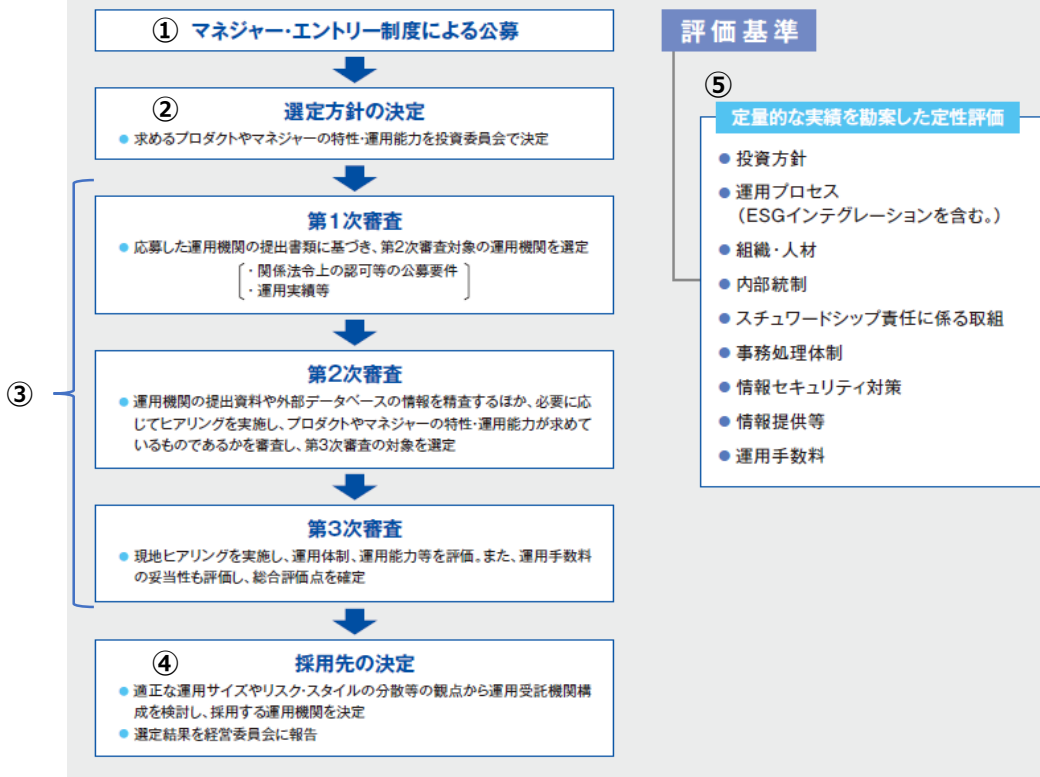 ① マネジャー・エントリー制度による公募
② 選定方針の決定
● 求めるプロダクトやマネジャーの特性・運用能力を投資委員会で決定
③
第1次審査
● 応募した運用機関の提出書類に基づき、第2次審査対象の運用機関を選定
・関係法令上の認可等の公募要件
・運用実績等
第2次審査
● 運用機関の提出資料や外部データベースの情報を精査するほか、必要に応
じてヒアリングを実施し、プロダクトやマネジャーの特性・運用能力が求めて
いるものであるかを審査し、第3次審査の対象を選定
第3次審査
● 現地ヒアリングを実施し、運用体制、運用能力等を評価。また、運用手数料
の妥当性も評価し、総合評価点を確定
④ 採用先の決定
● 適正な運用サイズやリスク・スタイルの分散等の観点から運用受託機関構
成を検討し、採用する運用機関を決定
● 選定結果を経営委員会に報告
評価基準
⑤
定量的な実績を勘案した定性評価
● 投資方針
● 運用プロセス
（ESGインテグレーションを含む。）
● 組織・人材
● 内部統制
● スチュワードシップ責任に係る取組
● 事務処理体制
● 情報セキュリティ対策
● 情報提供等
● 運用手数料